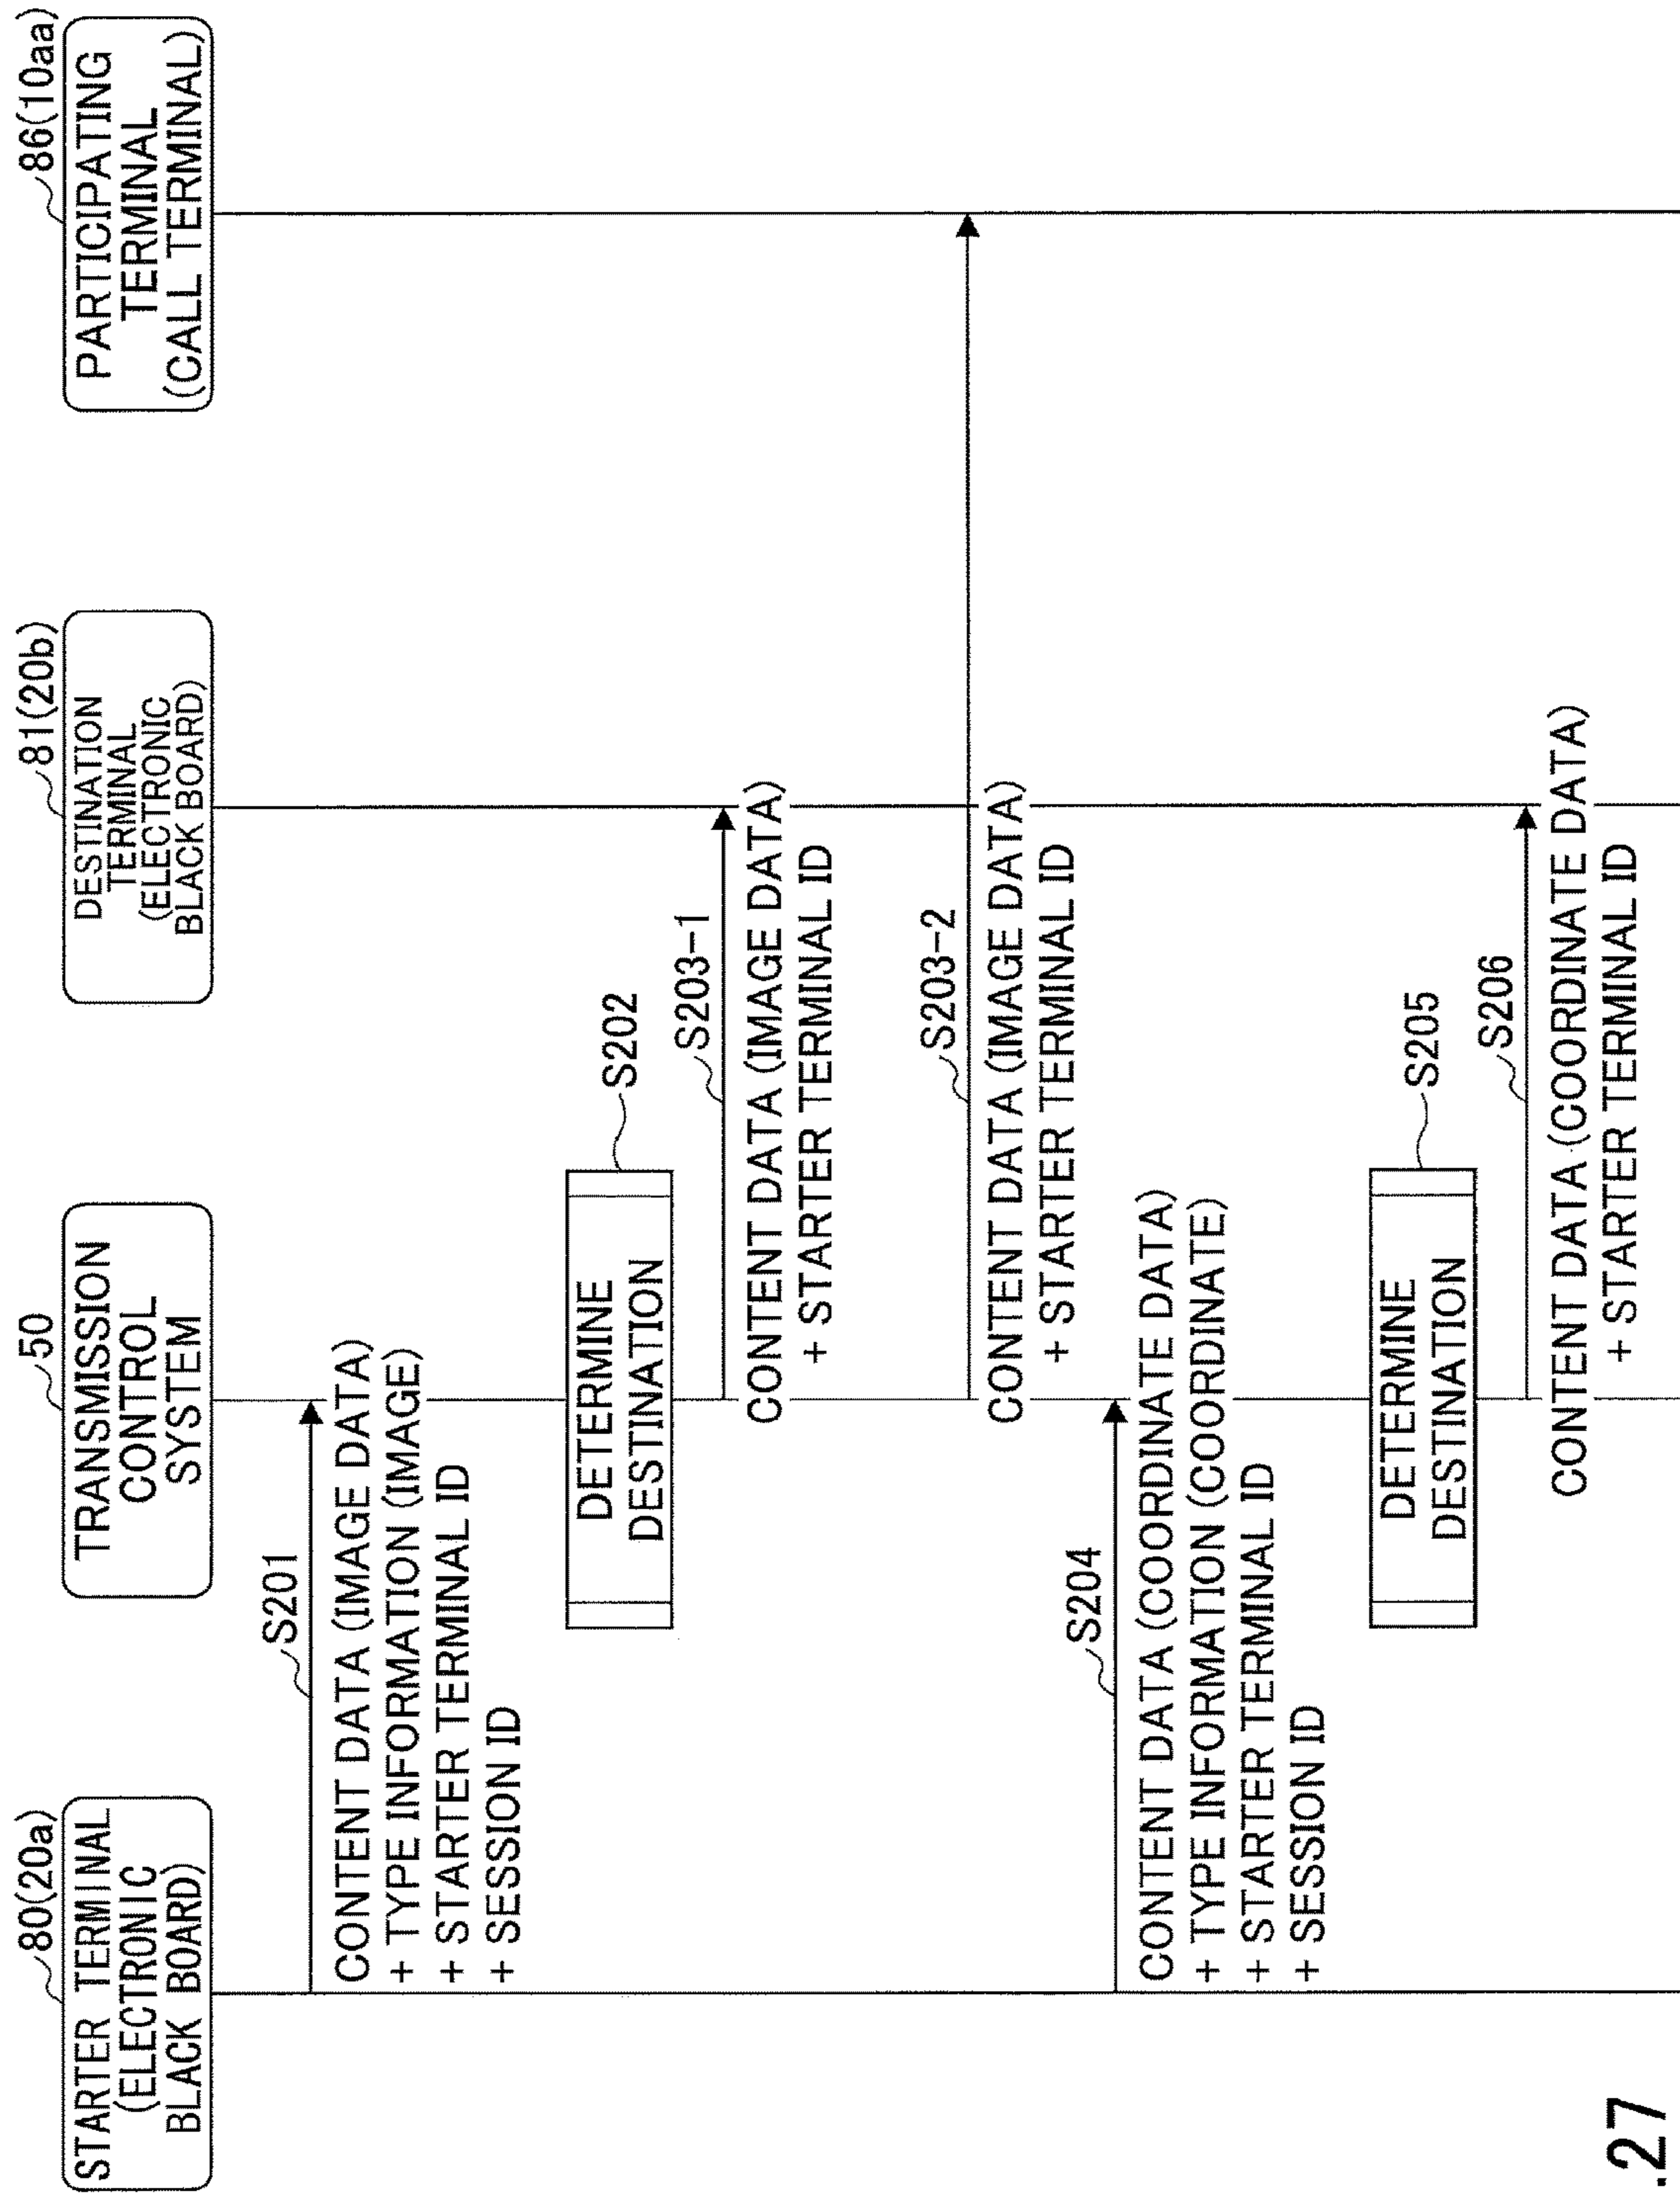 80(20a)
STARTER TERMINAL
(ELECTRONIC
BLACK BOARD)
50
TRANSMISSION
CONTROL
SYSTEM
81(20b)
DESTINATION
TERMINAL
(ELECTRONIC
BLACK BOARD)
86(10aa)
PARTICIPATING
TERMINAL
(CALL TERMINAL)
S201
CONTENT DATA (IMAGE DATA)
+ TYPE INFORMATION (IMAGE)
+ STARTER TERMINAL ID
+ SESSION ID
S202
DETERMINE
DESTINATION
S203-1
CONTENT DATA (IMAGE DATA)
+ STARTER TERMINAL ID
S203-2
CONTENT DATA (IMAGE DATA)
+ STARTER TERMINAL ID
S204
CONTENT DATA (COORDINATE DATA)
+ TYPE INFORMATION (COORDINATE)
+ STARTER TERMINAL ID
+ SESSION ID
S205
DETERMINE
DESTINATION
S206
CONTENT DATA (COORDINATE DATA)
+ STARTER TERMINAL ID
.27